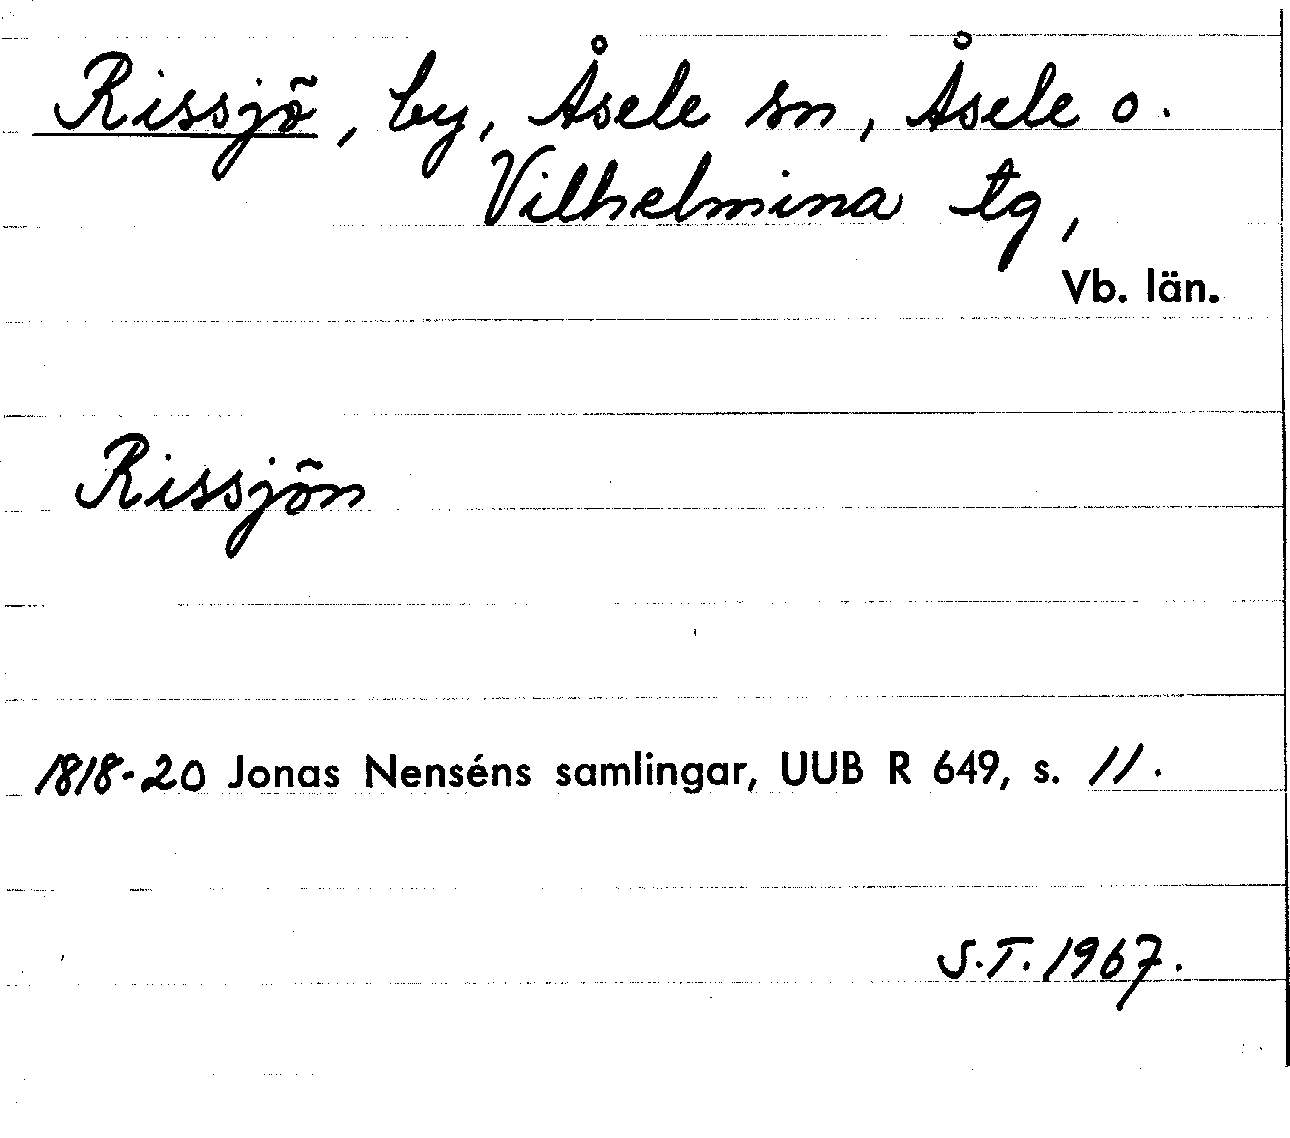 Rissjö, by, Åsele sn, Åsele o.
Vilhelmina tg,
Vb. län.
Rissjön
1818-20 Jonas Nenséns samlingar, UUB R 649, s. 11.
S.T. 1967.